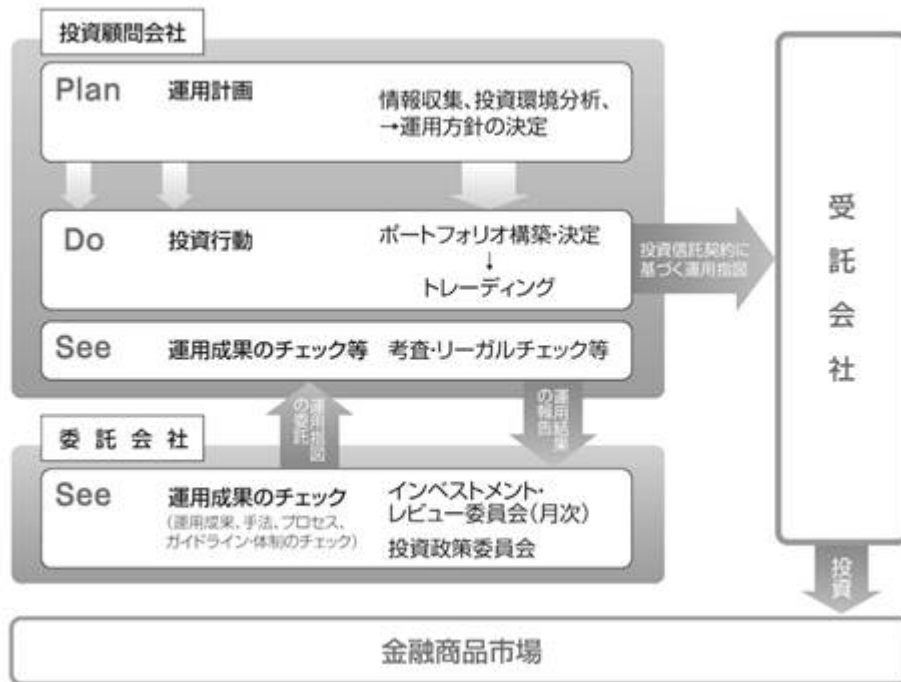 投資顧問会社
Plan
運用計画
情報収集、投資環境分析、
→運用方針の決定
Do
投資行動
ポートフォリオ構築・決定
↓
トレーディング
See
運用成果のチェック等
考査・リーガルチェック等
投資信託契約に
基づく運用指図
受託会社
運用指図
の委託
運用結果
の報告
委託会社
See
運用成果のチェック
(運用成果、手法、プロセス、
ガイドライン・体制のチェック)
インベストメント・
レビュー委員会(月次)
投資政策委員会
投資
金融商品市場